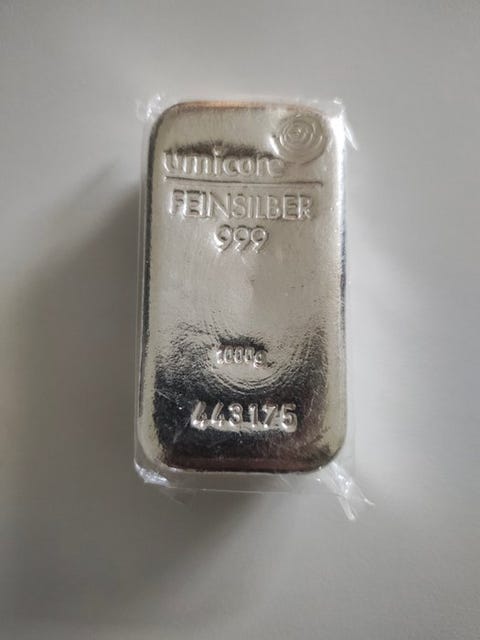 umicore
FEINSILBER
999
1000g
443175